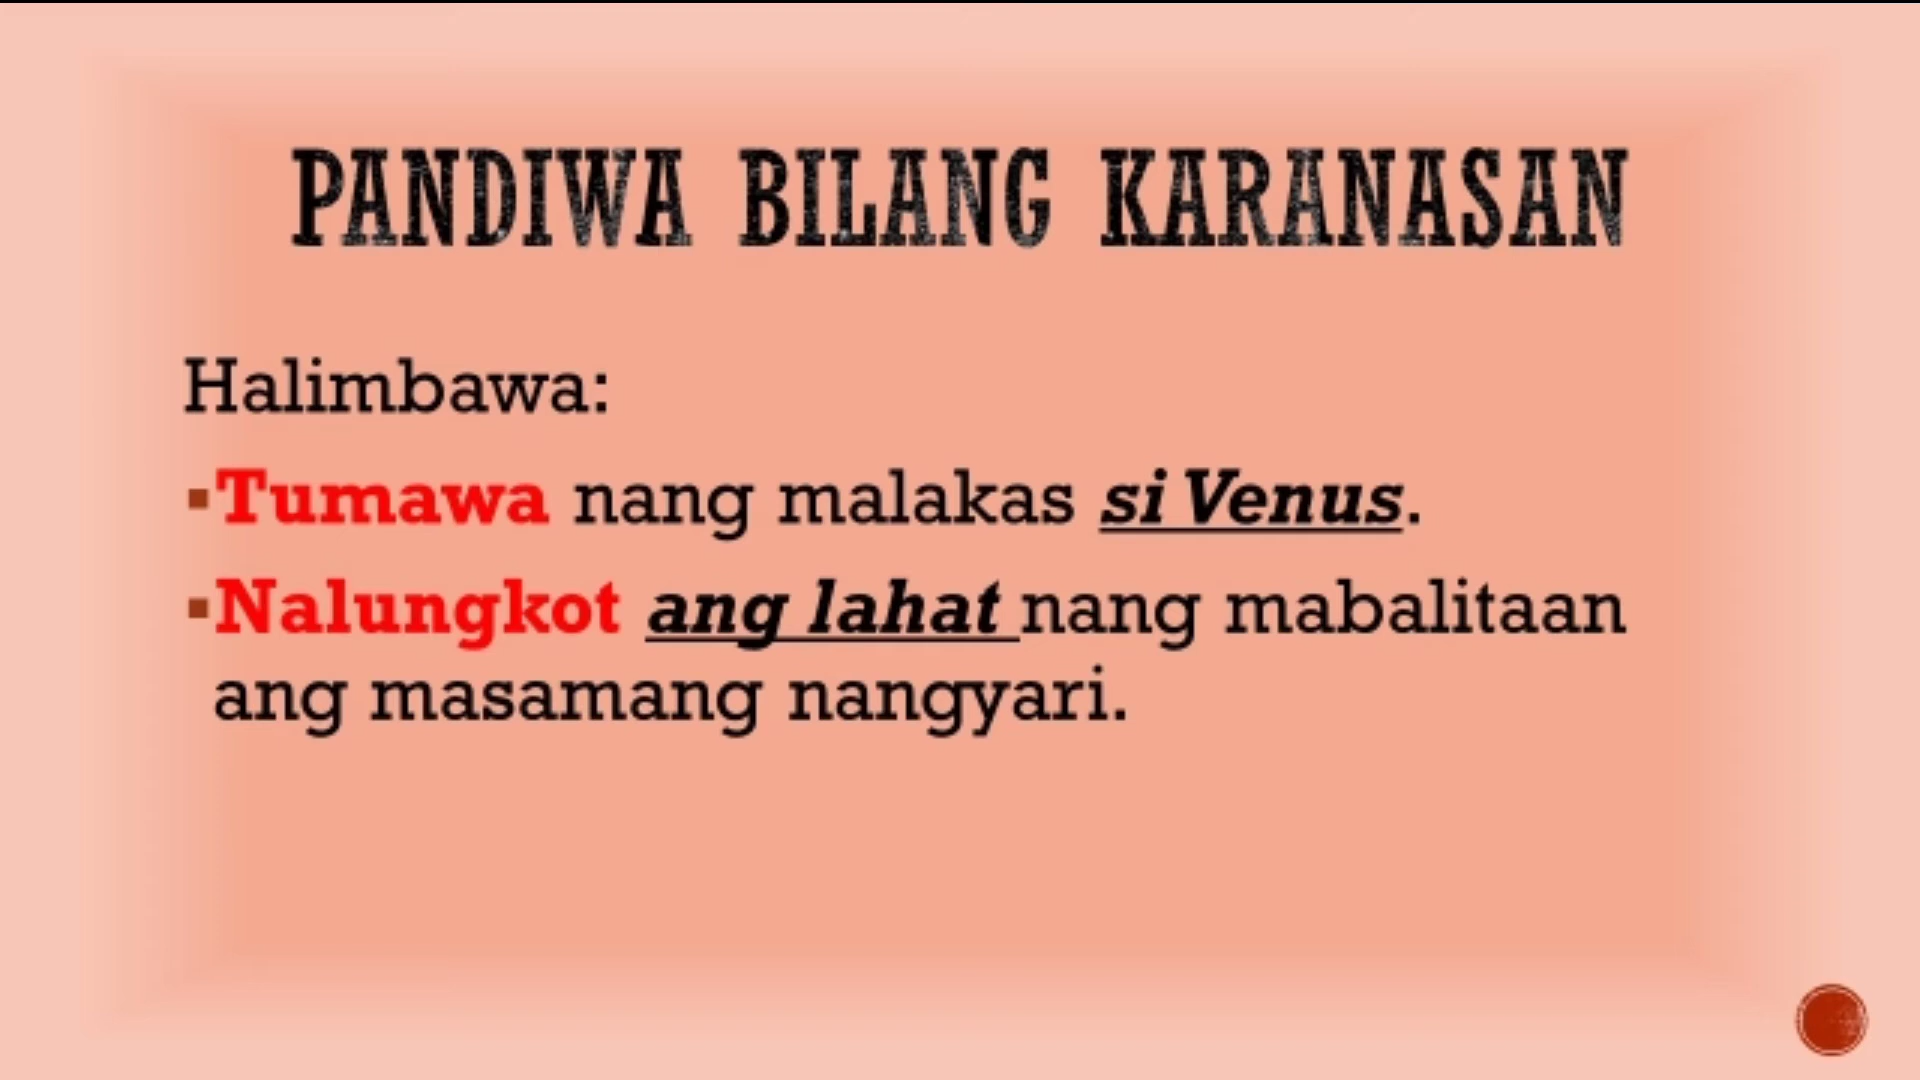 PANDIWA BILANG KARANASAN
Halimbawa:
▪Tumawa nang malakas si Venus.
▪Nalungkot ang lahat nang mabalitaan
ang masamang nangyari.